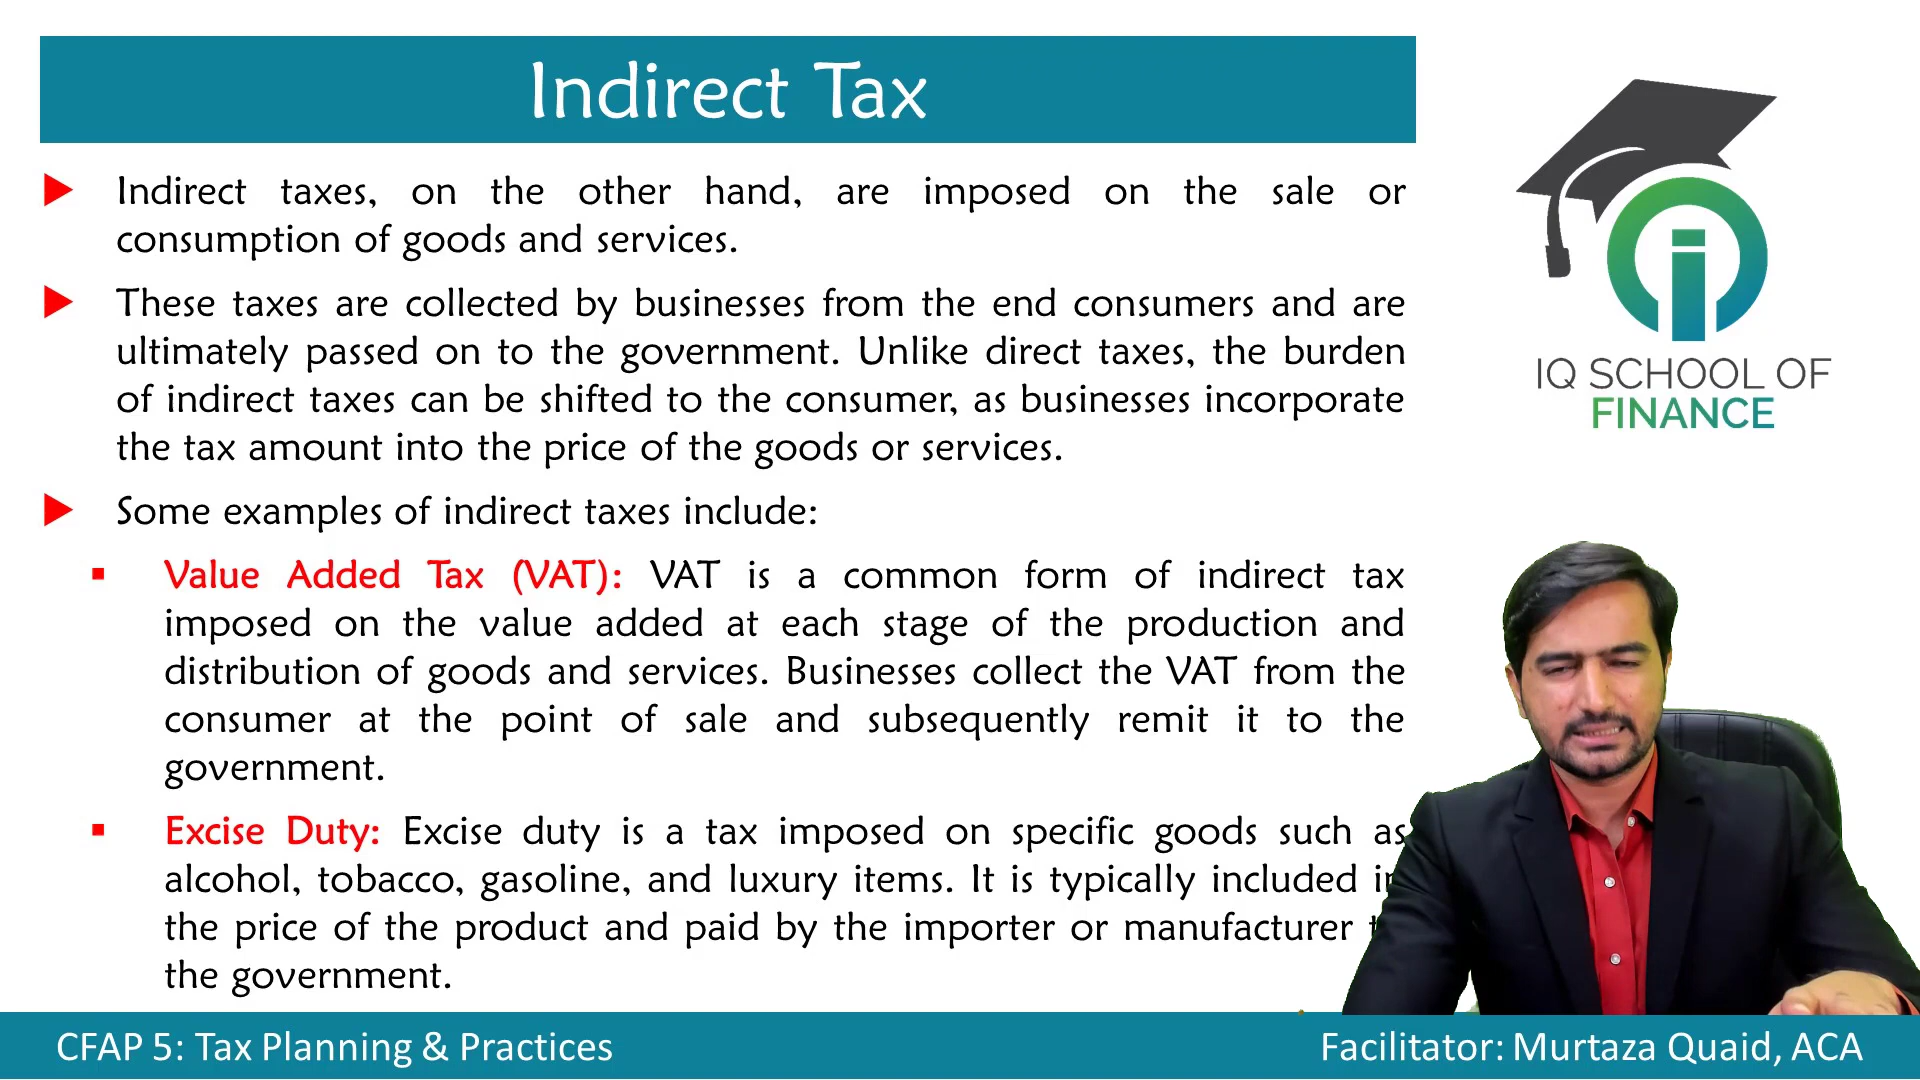 Indirect Tax
Indirect taxes, on the other hand, are imposed on the sale or
consumption of goods and services.
These taxes are collected by businesses from the end consumers and are
ultimately passed on to the government. Unlike direct taxes, the burden
of indirect taxes can be shifted to the consumer, as businesses incorporate
the tax amount into the price of the goods or services.
Some examples of indirect taxes include:
Value Added Tax (VAT): VAT is a common form of indirect tax
imposed on the value added at each stage of the production and
distribution of goods and services. Businesses collect the VAT from the
consumer at the point of sale and subsequently remit it to the
government.
Excise Duty: Excise duty is a tax imposed on specific goods such as
alcohol, tobacco, gasoline, and luxury items. It is typically included in
the price of the product and paid by the importer or manufacturer
the government.
IQ SCHOOL OF
FINANCE
CFAP 5: Tax Planning & Practices
Facilitator: Murtaza Quaid, ACA